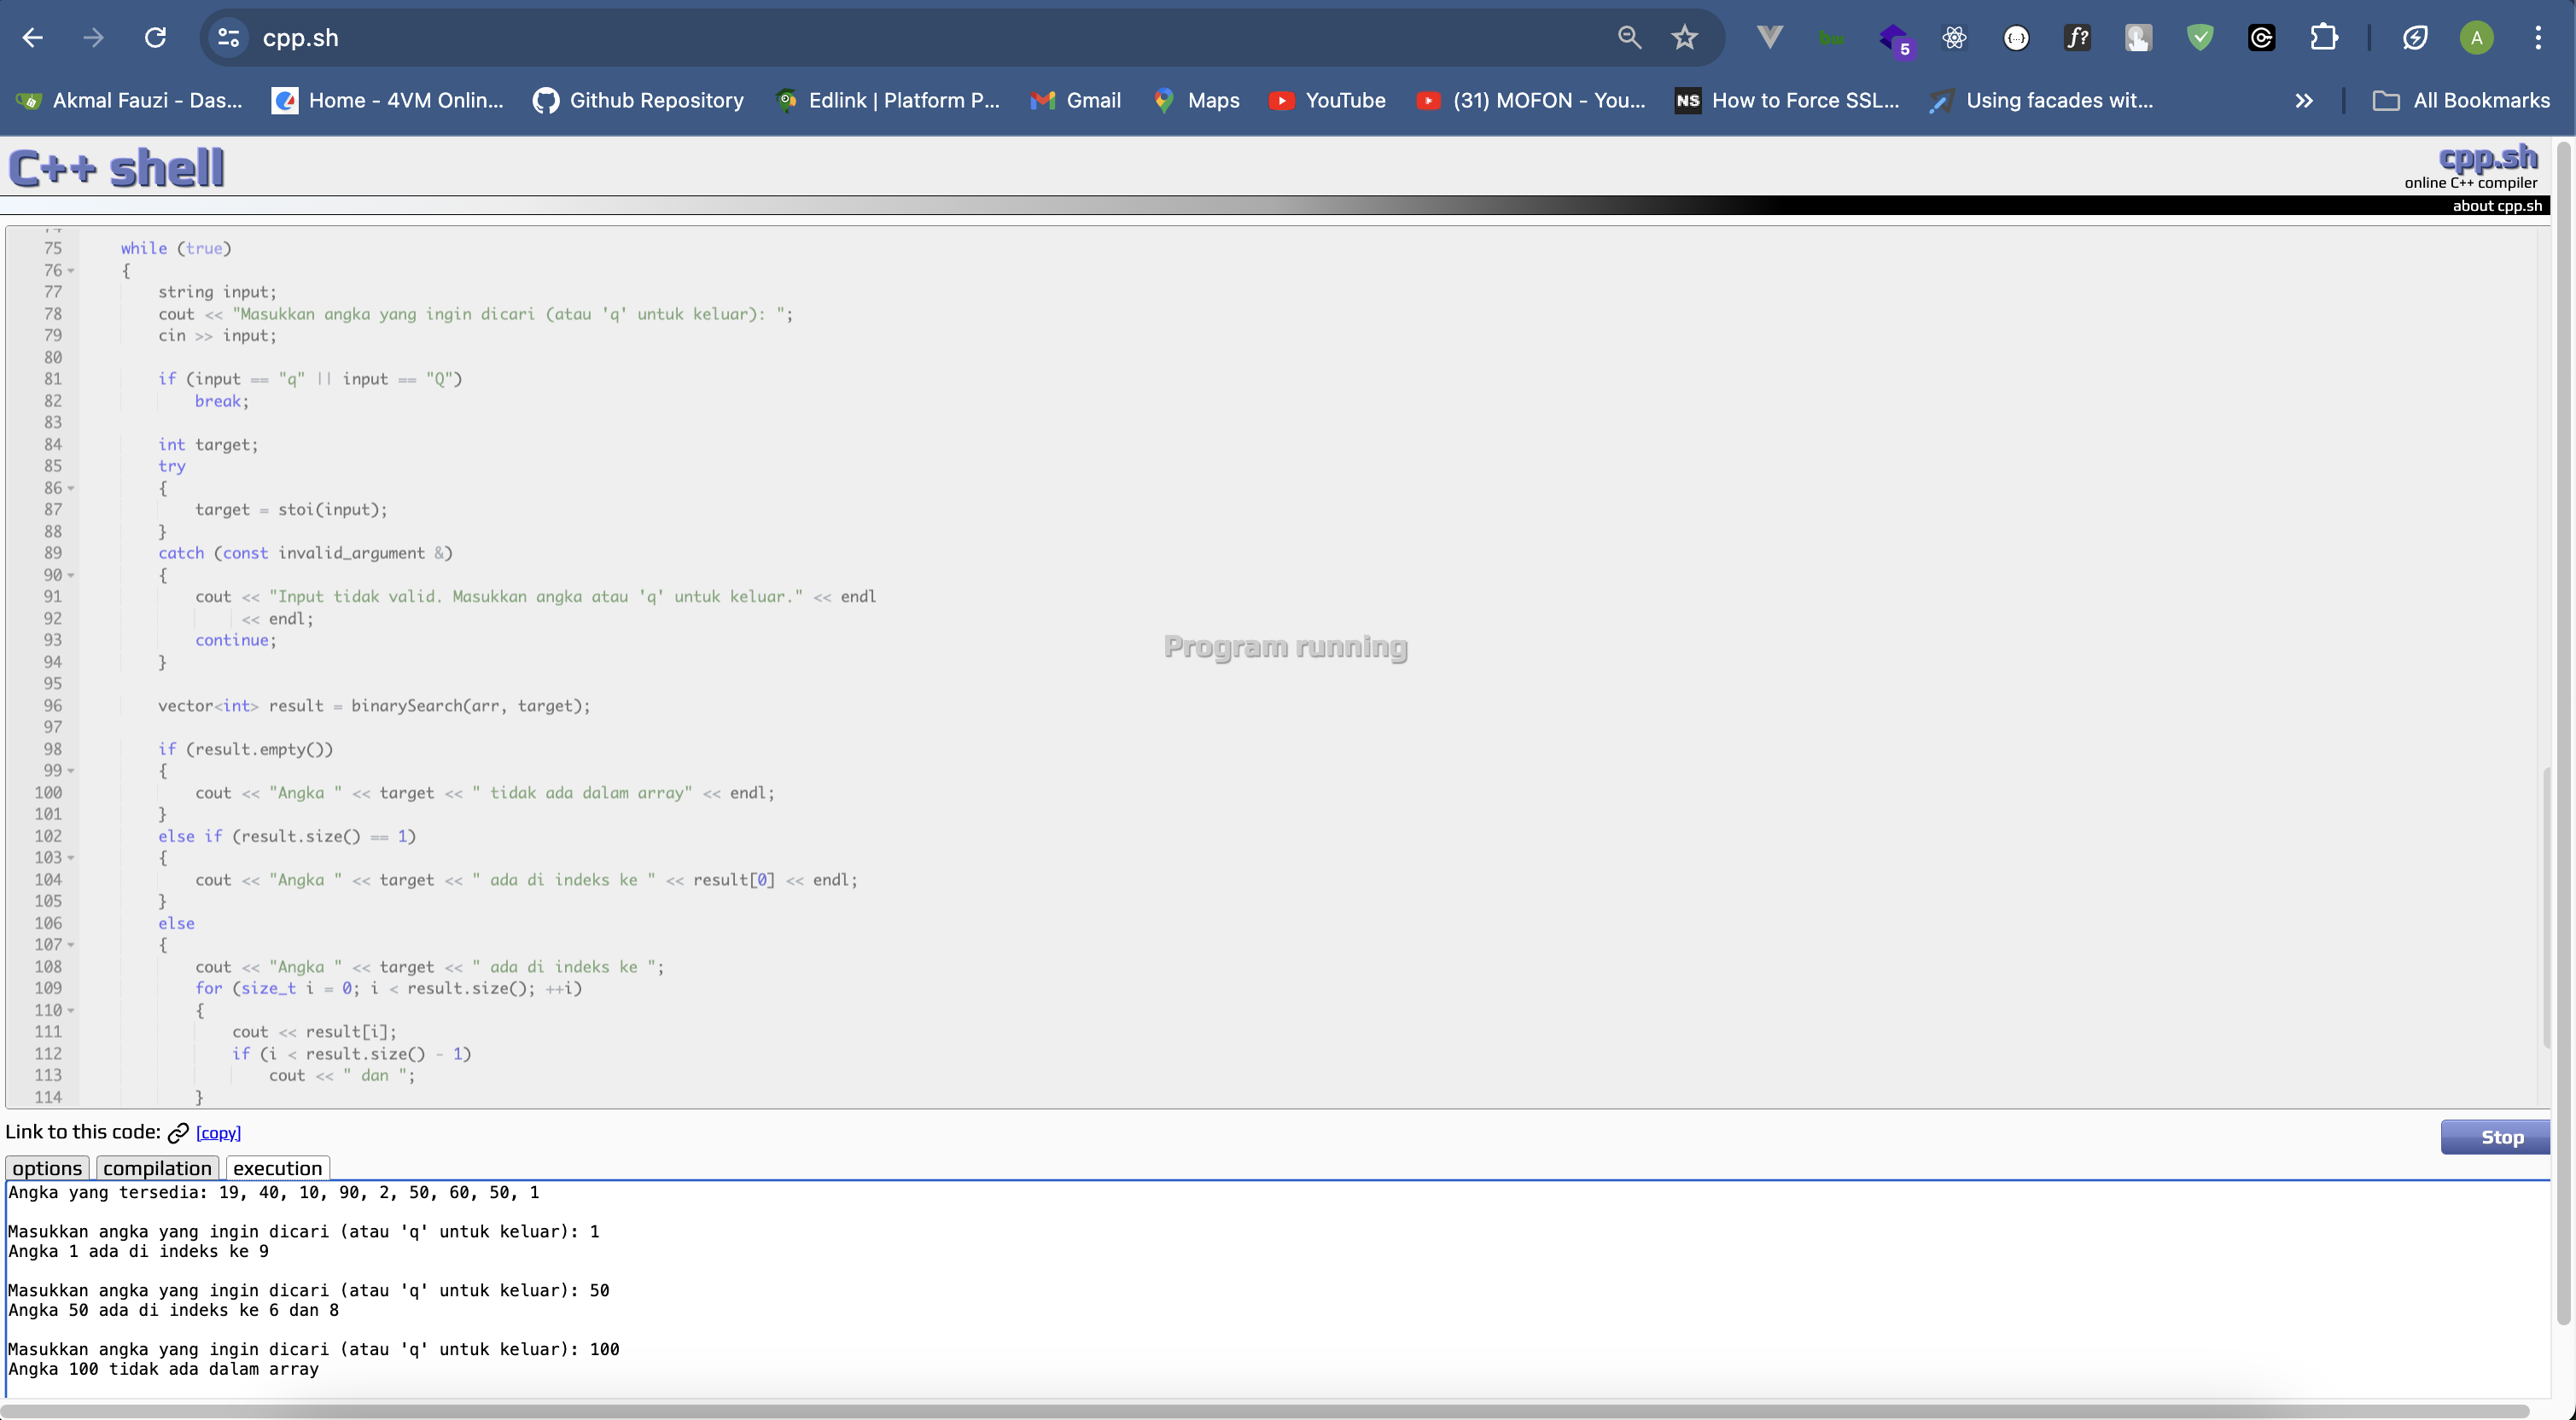 cpp.sh
5
A
Akmal Fauzi - Das...
Home - 4VM Onlin...
Github Repository
Edlink | Platform P...
Gmail
Maps
YouTube
(31) MOFON - You...
NS
How to Force SSL...
Using facades wit...
All Bookmarks
C++ shell
cpp.sh
online C++ compiler
about cpp.sh
75 while (true)
76 {
77 string input;
78 cout << "Masukkan angka yang ingin dicari (atau 'q' untuk keluar): ";
79 cin >> input;
80
81 if (input == "q" || input == "Q")
82 break;
83
84 int target;
85 try
86 {
87 target = stoi(input);
88 }
89 catch (const invalid_argument &)
90 {
91 cout << "Input tidak valid. Masukkan angka atau 'q' untuk keluar." << endl
92 << endl;
93 continue;
94 }
95
96 vector<int> result = binarySearch(arr, target);
97
98 if (result.empty())
99 {
100 cout << "Angka " << target << " tidak ada dalam array" << endl;
101 }
102 else if (result.size() == 1)
103 {
104 cout << "Angka " << target << " ada di indeks ke " << result[0] << endl;
105 }
106 else
107 {
108 cout << "Angka " << target << " ada di indeks ke ";
109 for (size_t i = 0; i < result.size(); ++i)
110 {
111 cout << result[i];
112 if (i < result.size() - 1)
113 cout << " dan ";
114 }
Program running
Link to this code: [copy]
Stop
options compilation execution
Angka yang tersedia: 19, 40, 10, 90, 2, 50, 60, 50, 1
Masukkan angka yang ingin dicari (atau 'q' untuk keluar): 1
Angka 1 ada di indeks ke 9
Masukkan angka yang ingin dicari (atau 'q' untuk keluar): 50
Angka 50 ada di indeks ke 6 dan 8
Masukkan angka yang ingin dicari (atau 'q' untuk keluar): 100
Angka 100 tidak ada dalam array